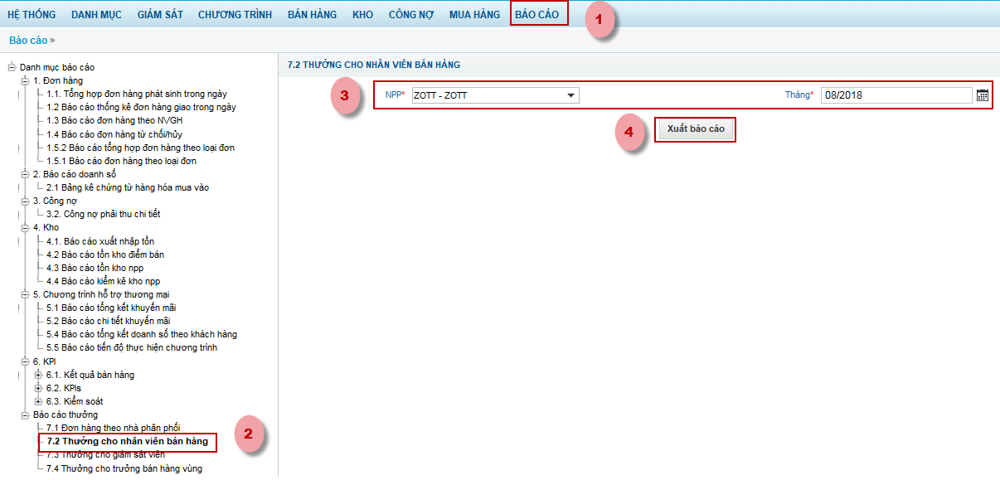 HỆ THỐNG DANH MỤC GIÁM SÁT CHƯƠNG TRÌNH BÁN HÀNG KHO CÔNG NỢ MUA HÀNG BÁO CÁO 1
Báo cáo »
Danh mục báo cáo
1. Đơn hàng
1.1. Tổng hợp đơn hàng phát sinh trong ngày
1.2 Báo cáo thống kê đơn hàng giao trong ngày
1.3 Báo cáo đơn hàng theo NVGH
1.4 Báo cáo đơn hàng từ chối/hủy
1.5.2 Báo cáo tổng hợp đơn hàng theo loại đơn
1.5.1 Báo cáo đơn hàng theo loại đơn
2. Báo cáo doanh số
2.1 Bảng kê chứng từ hàng hóa mua vào
3. Công nợ
3.2. Công nợ phải thu chi tiết
4. Kho
4.1. Báo cáo xuất nhập tồn
4.2 Báo cáo tồn kho điểm bán
4.3 Báo cáo tồn kho npp
4.4 Báo cáo kiểm kê kho npp
5. Chương trình hỗ trợ thương mại
5.1 Báo cáo tổng kết khuyến mãi
5.2 Báo cáo chi tiết khuyến mãi
5.4 Báo cáo tổng kết doanh số theo khách hàng
5.5 Báo cáo tiến độ thực hiện chương trình
6. KPI
6.1. Kết quả bán hàng
6.2. KPIs
6.3. Kiểm soát
Báo cáo thưởng
7.1 Đơn hàng theo nhà phân phối
7.2 Thưởng cho nhân viên bán hàng 2
7.3 Thưởng cho giám sát viên
7.4 Thưởng cho trưởng bán hàng vùng
7.2 THƯỞNG CHO NHÂN VIÊN BÁN HÀNG
3 NPP* ZOTT - ZOTT Tháng* 08/2018
4 Xuất báo cáo